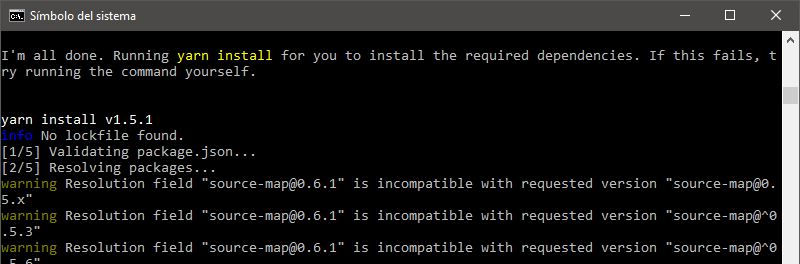 Símbolo del sistema
I'm all done. Running yarn install for you to install the required dependencies. If this fails, t
ry running the command yourself.
yarn install v1.5.1
info No lockfile found.
[1/5] Validating package.json...
[2/5] Resolving packages...
warning Resolution field "source-map@0.6.1" is incompatible with requested version "source-map@0.
5.x"
warning Resolution field "source-map@0.6.1" is incompatible with requested version "source-map@^0
.5.3"
warning Resolution field "source-map@0.6.1" is incompatible with requested version "source-map@^0
.5.6"